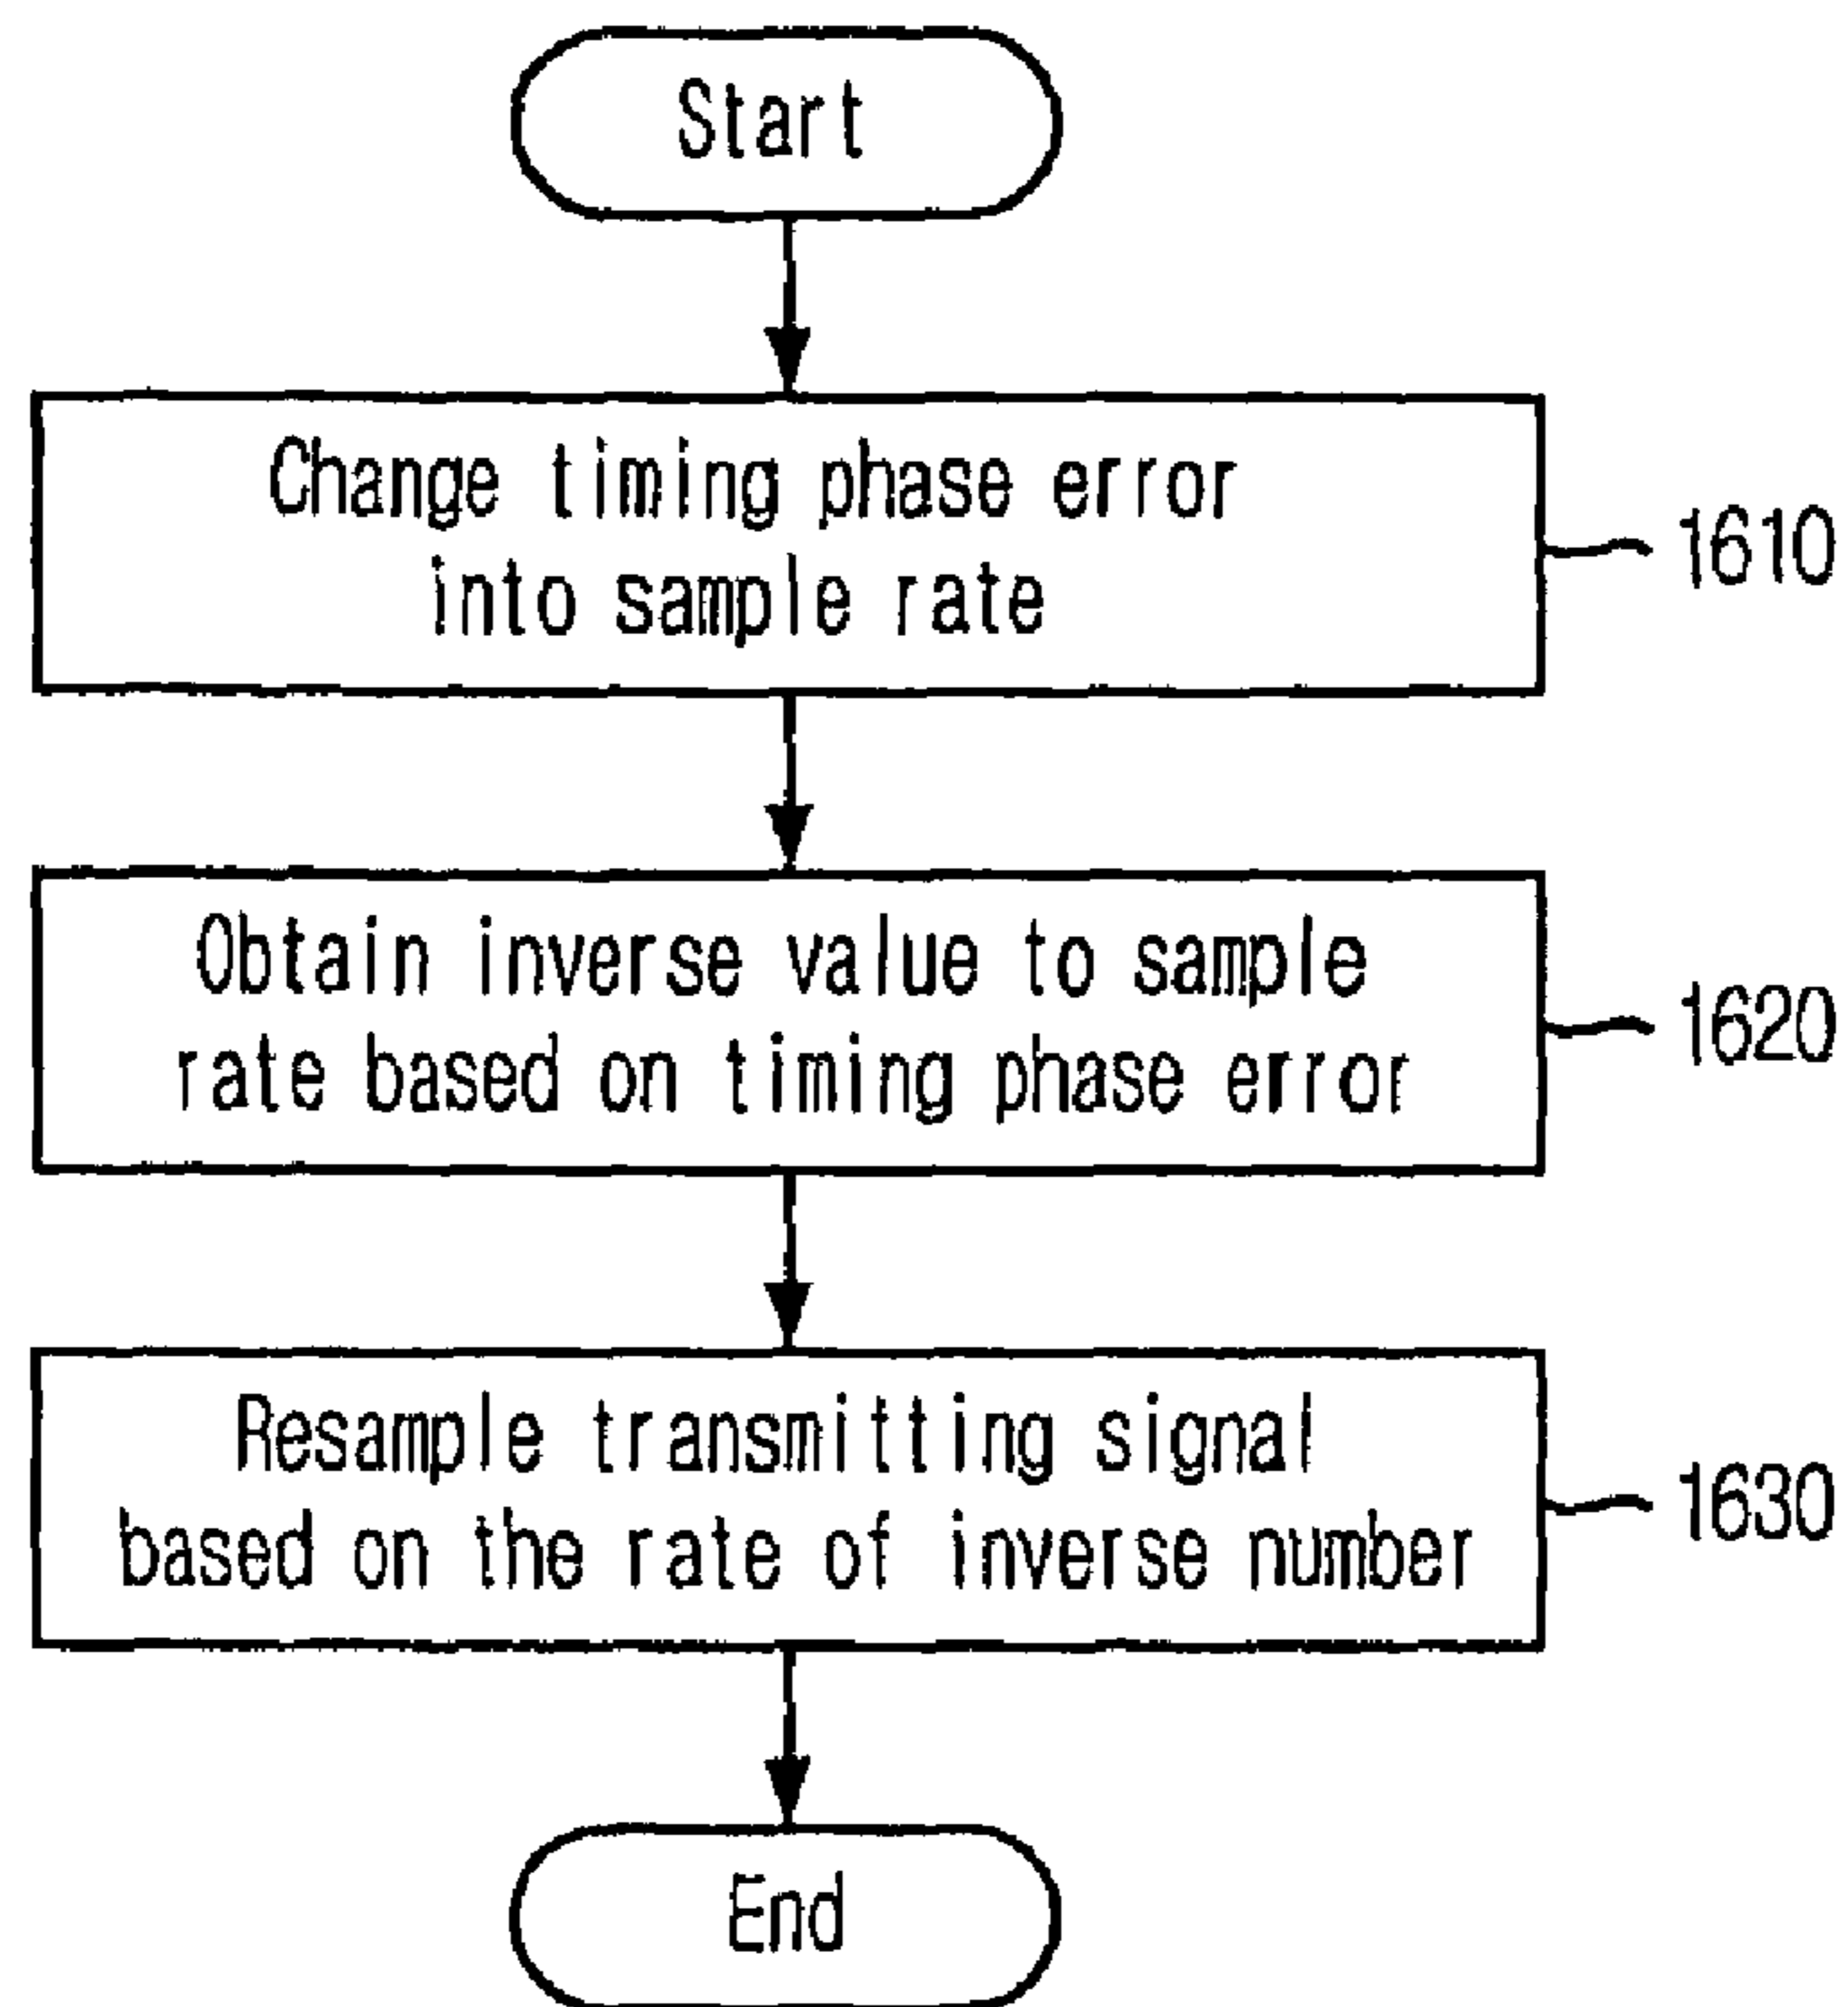 Start
Change timing phase error
into sample rate
1610
Obtain inverse value to sample
rate based on timing phase error
1620
Resample transmitting signal
based on the rate of inverse number
1630
End